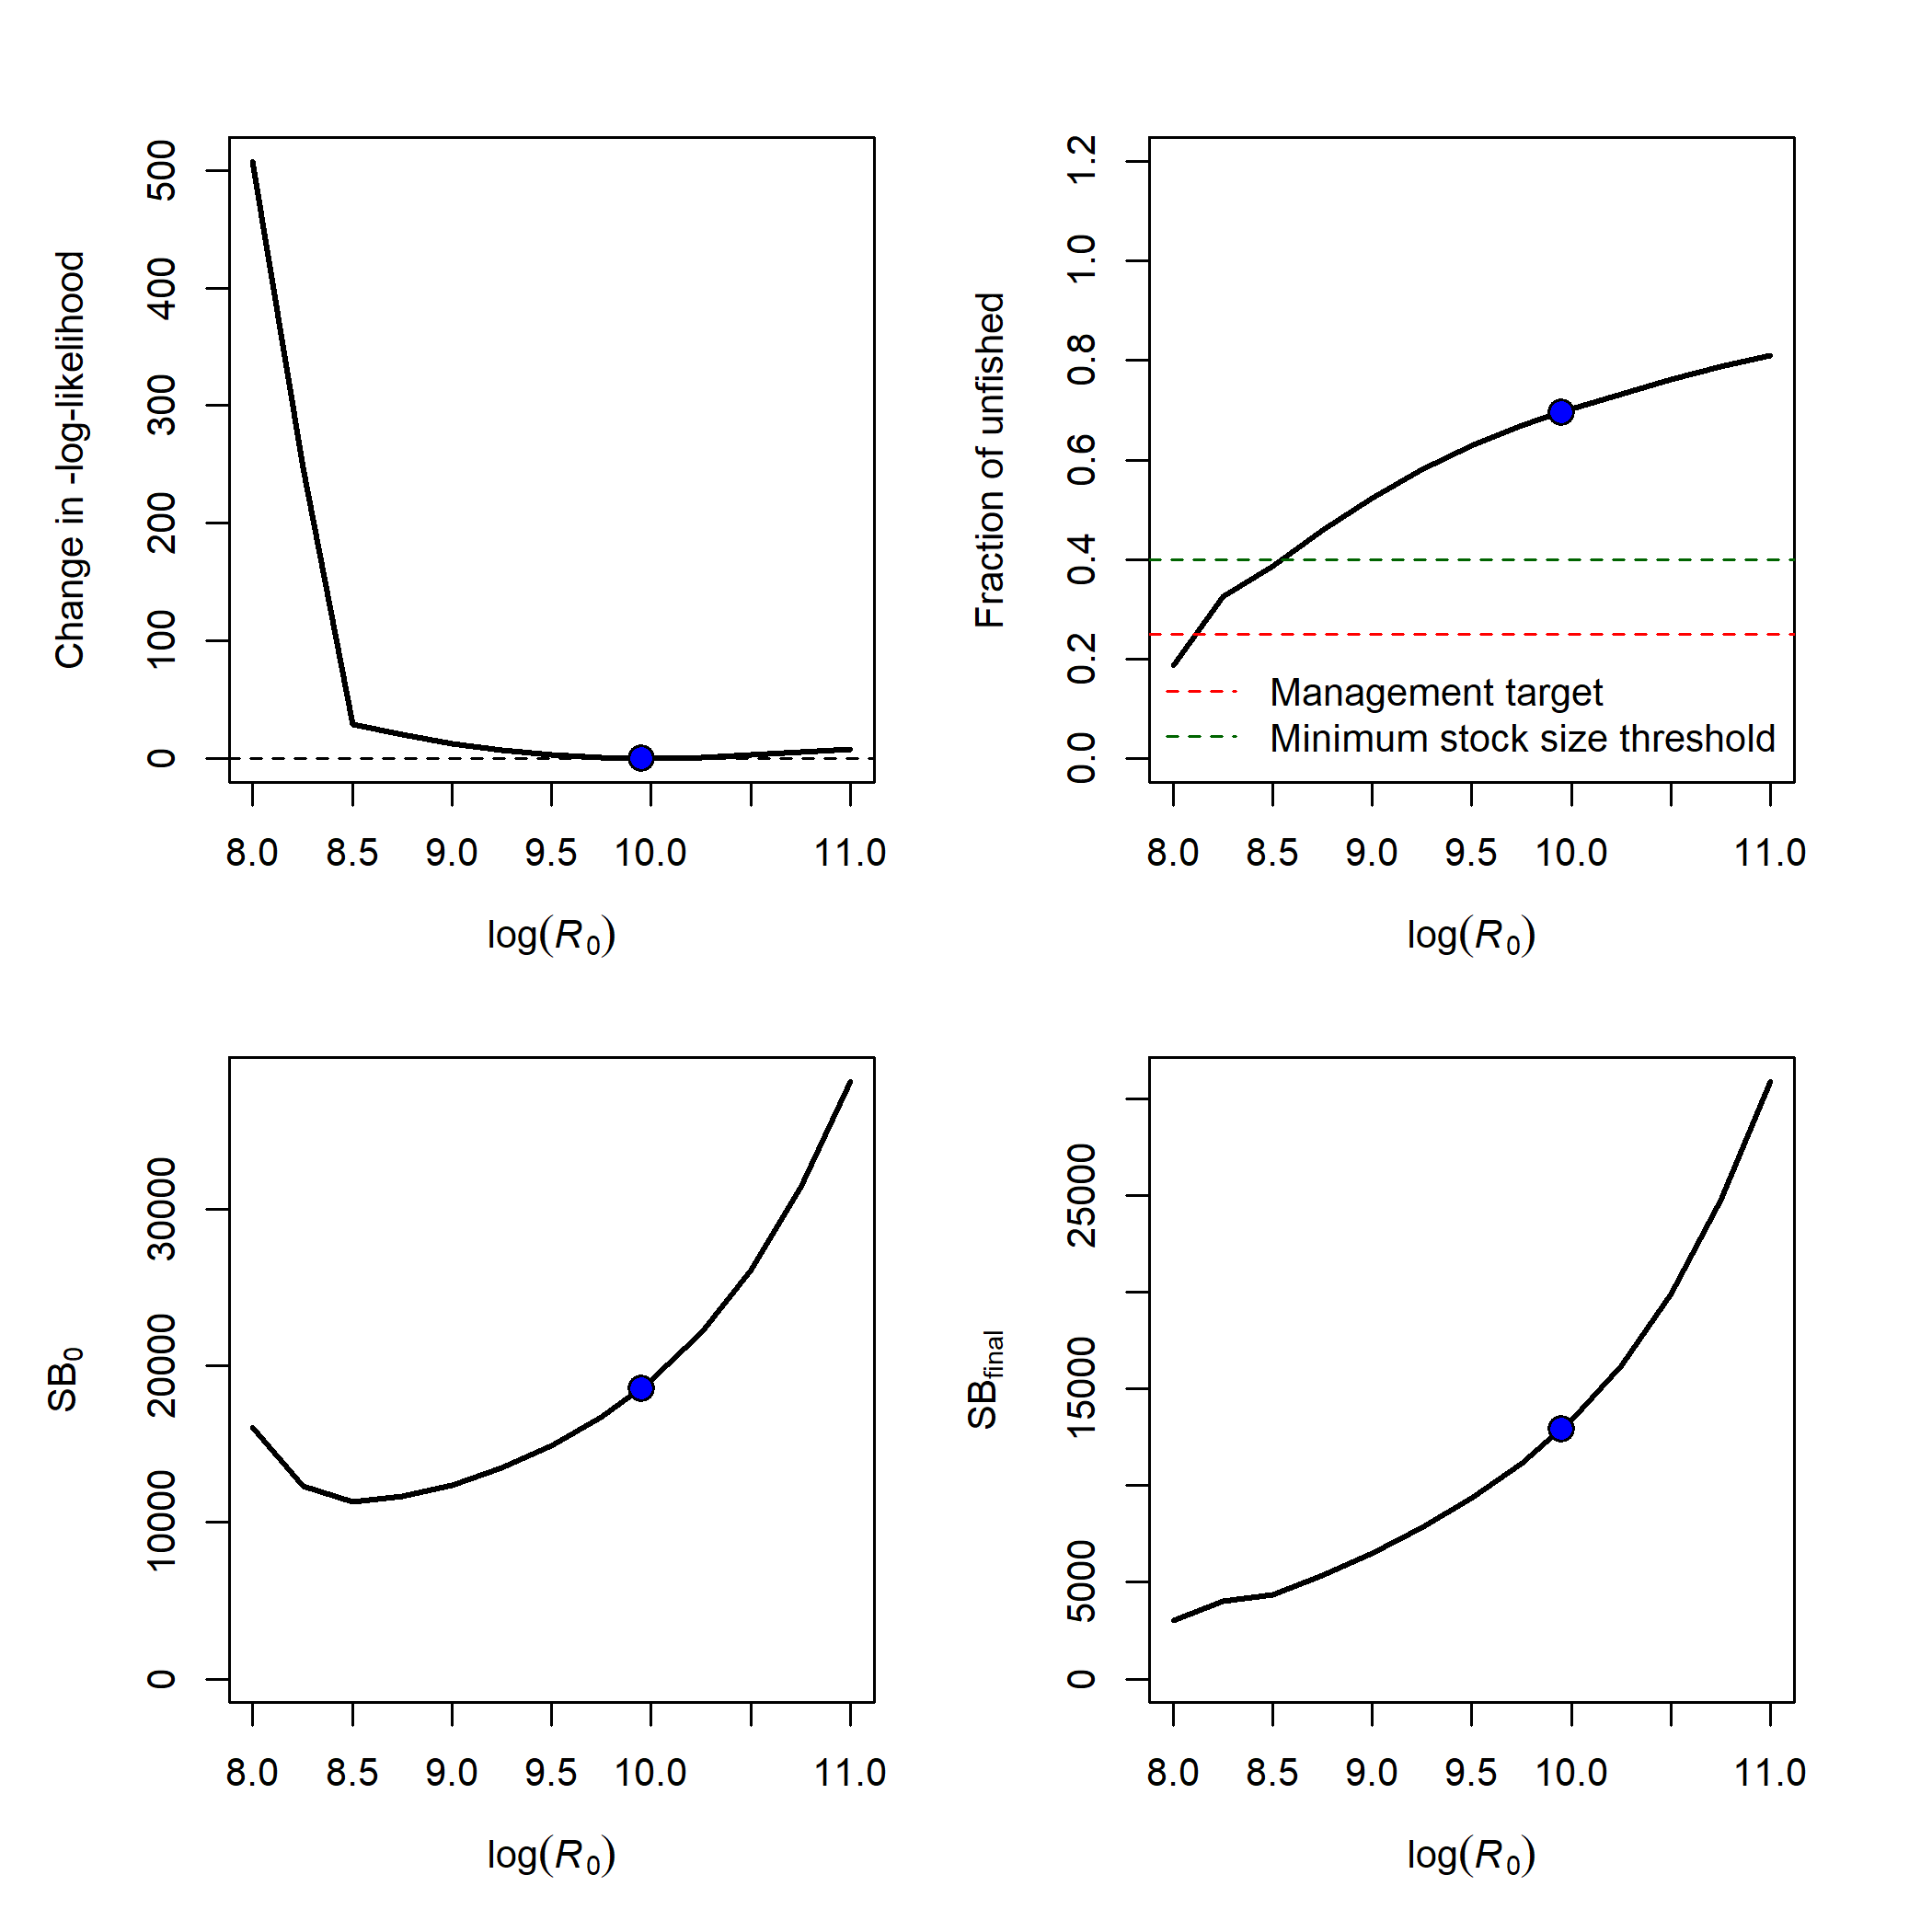 Change in -log-likelihood
500
400
300
200
100
0
8.0 8.5 9.0 9.5 10.0 11.0
log(R0)
Fraction of unfished
1.2
1.0
0.8
0.6
0.4
0.2
0.0
Management target
Minimum stock size threshold
8.0 8.5 9.0 9.5 10.0 11.0
log(R0)
SB0
30000
20000
10000
0
8.0 8.5 9.0 9.5 10.0 11.0
log(R0)
SBfinal
25000
15000
5000
0
8.0 8.5 9.0 9.5 10.0 11.0
log(R0)